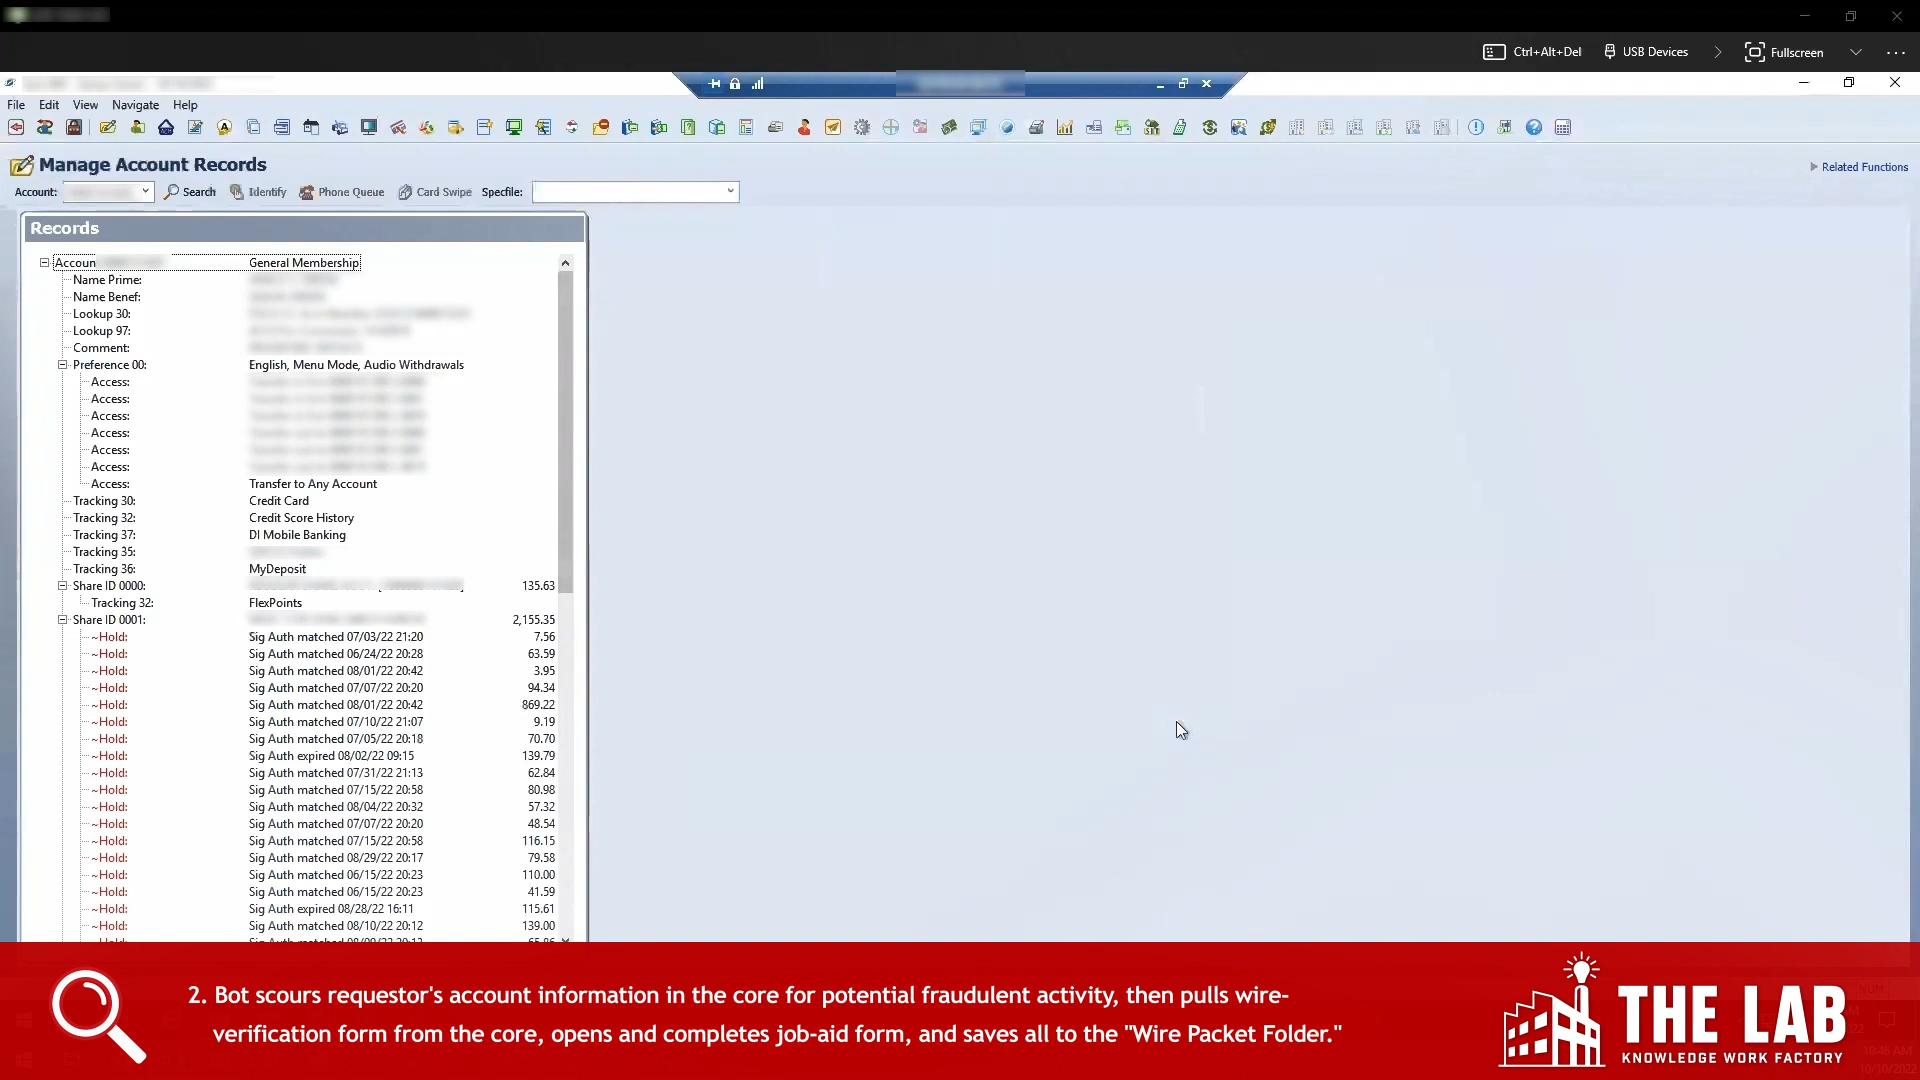 Ctrl+Alt+Del
USB Devices
Fullscreen
File Edit View Navigate Help
Manage Account Records
Related Functions
Account: Search Identify Phone Queue Card Swipe Specfile:
Records
Accoun General Membership
Name Prime:
Name Benef:
Lookup 30:
Lookup 97:
Comment:
Preference 00: English, Menu Mode, Audio Withdrawals
Access:
Access:
Access:
Access:
Access:
Access:
Access: Transfer to Any Account
Tracking 30: Credit Card
Tracking 32: Credit Score History
Tracking 37: DI Mobile Banking
Tracking 35:
Tracking 36: MyDeposit
Share ID 0000: 135.63
Tracking 32: FlexPoints
Share ID 0001: 2,155.35
~Hold: Sig Auth matched 07/03/22 21:20 7.56
~Hold: Sig Auth matched 06/24/22 20:28 63.59
~Hold: Sig Auth matched 08/01/22 20:42 3.95
~Hold: Sig Auth matched 07/07/22 20:20 94.34
~Hold: Sig Auth matched 08/01/22 20:42 869.22
~Hold: Sig Auth matched 07/10/22 21:07 9.19
~Hold: Sig Auth matched 07/05/22 20:18 70.70
~Hold: Sig Auth expired 08/02/22 09:15 139.79
~Hold: Sig Auth matched 07/31/22 21:13 62.84
~Hold: Sig Auth matched 07/15/22 20:58 80.98
~Hold: Sig Auth matched 08/04/22 20:32 57.32
~Hold: Sig Auth matched 07/07/22 20:20 48.54
~Hold: Sig Auth matched 07/15/22 20:58 116.15
~Hold: Sig Auth matched 08/29/22 20:17 79.58
~Hold: Sig Auth matched 06/15/22 20:23 110.00
~Hold: Sig Auth matched 06/15/22 20:23 41.59
~Hold: Sig Auth expired 08/28/22 16:11 115.61
~Hold: Sig Auth matched 08/10/22 20:12 139.00
2. Bot scours requestor's account information in the core for potential fraudulent activity, then pulls wire-
verification form from the core, opens and completes job-aid form, and saves all to the "Wire Packet Folder."
THE LAB
KNOWLEDGE WORK FACTORY